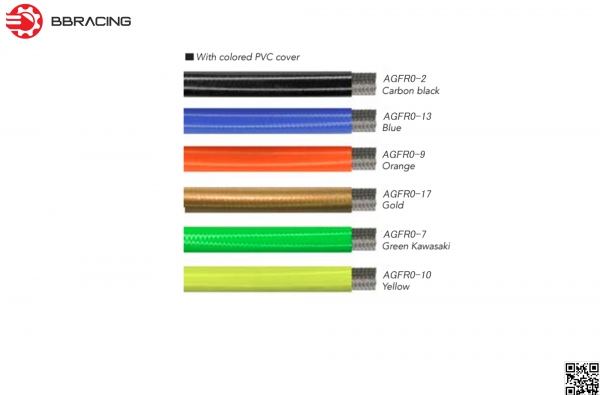 BBRACING
With colored PVC cover
AGFR0-2
Carbon black
AGFR0-13
Blue
AGFR0-9
Orange
AGFR0-17
Gold
AGFR0-7
Green Kawasaki
AGFR0-10
Yellow